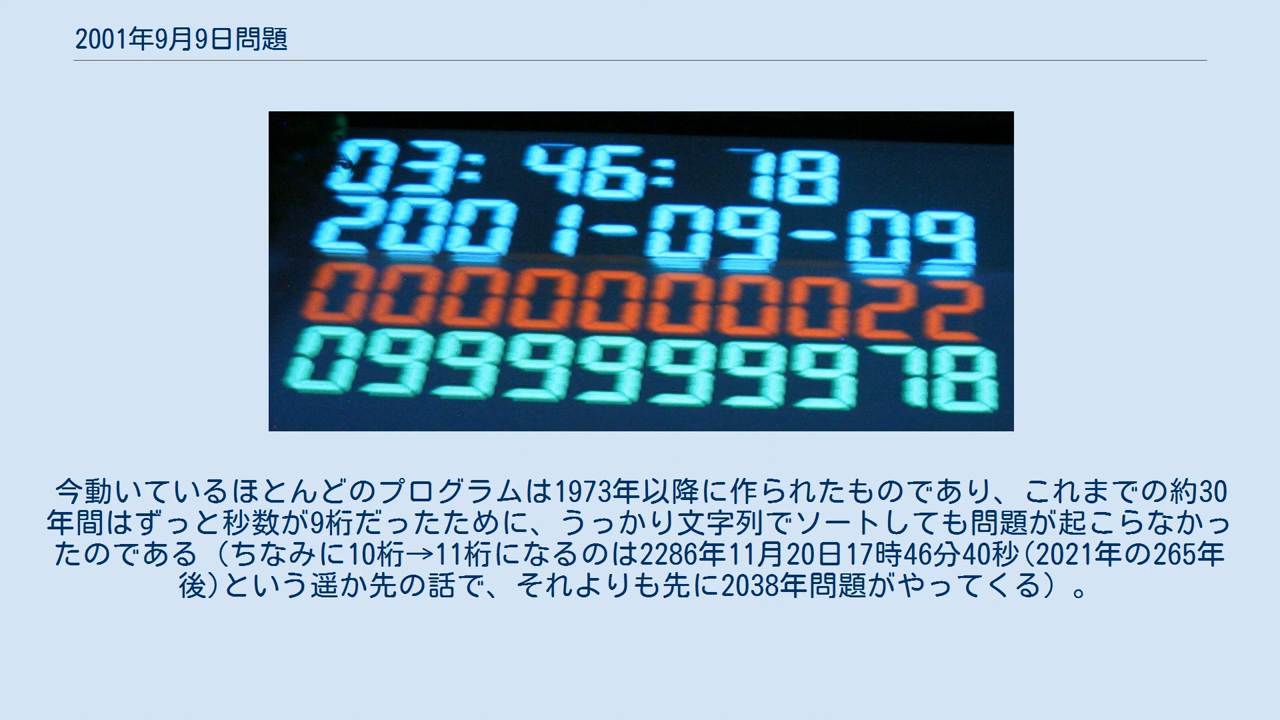 2001年9月9日問題
03:46:18
2001-09-09
0000000022
0999999978
今動いているほとんどのプログラムは1973年以降に作られたものであり、これまでの約30
年間はずっと秒数が9桁だったために、うっかり文字列でソートしても問題が起こらなかっ
たのである（ちなみに10桁→11桁になるのは2286年11月20日17時46分40秒(2021年の265年
後)という遥か先の話で、それよりも先に2038年問題がやってくる）。